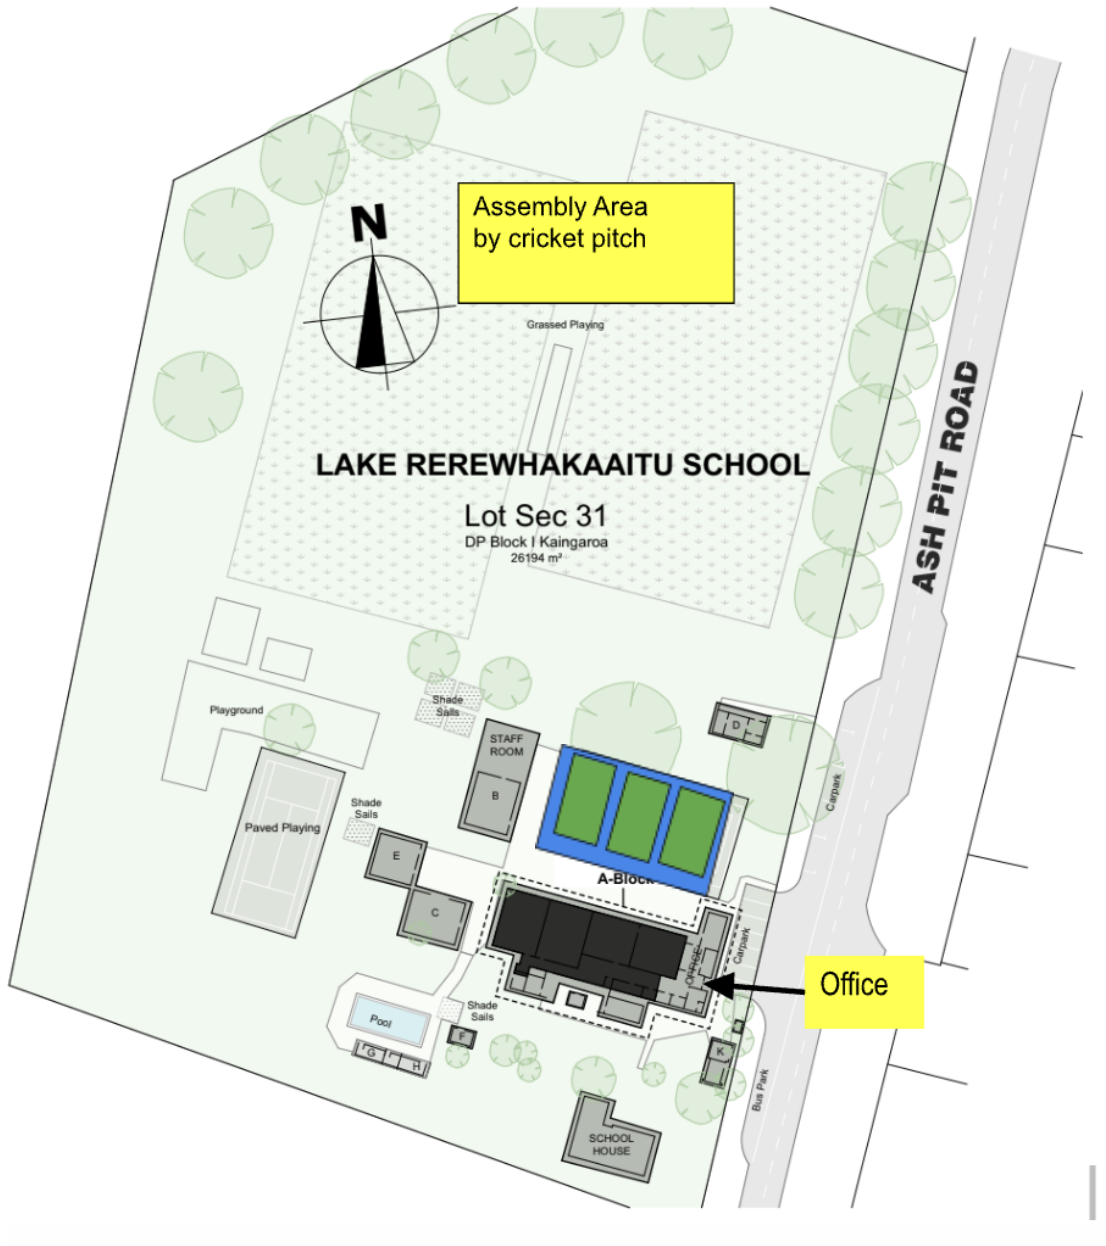 Assembly Area
by cricket pitch
N
Grassed Playing
LAKE REREWHAKAAITU SCHOOL
Lot Sec 31
DP Block I Kaingaroa
26194 m²
ASH PIT ROAD
Playground
Shade
Sails
STAFF
ROOM
B
D
Carpark
Shade
Sails
Paved Playing
E
C
A-Block
OFFICE
Carpark
Office
Pool
Shade
Sails
F
G
H
K
Bus Park
SCHOOL
HOUSE